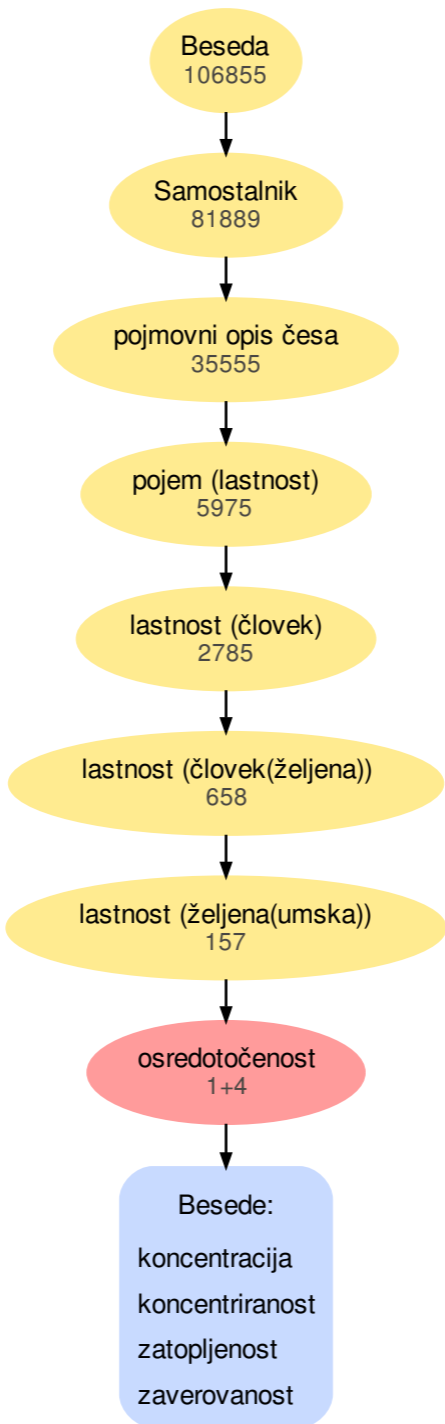 Beseda
106855
Samostalnik
81889
pojmovni opis česa
35555
pojem (lastnost)
5975
lastnost (človek)
2785
lastnost (človek(željena))
658
lastnost (željena(umska))
157
osredotočenost
1+4
Besede:
koncentracija
koncentriranost
zatopljenost
zaverovanost